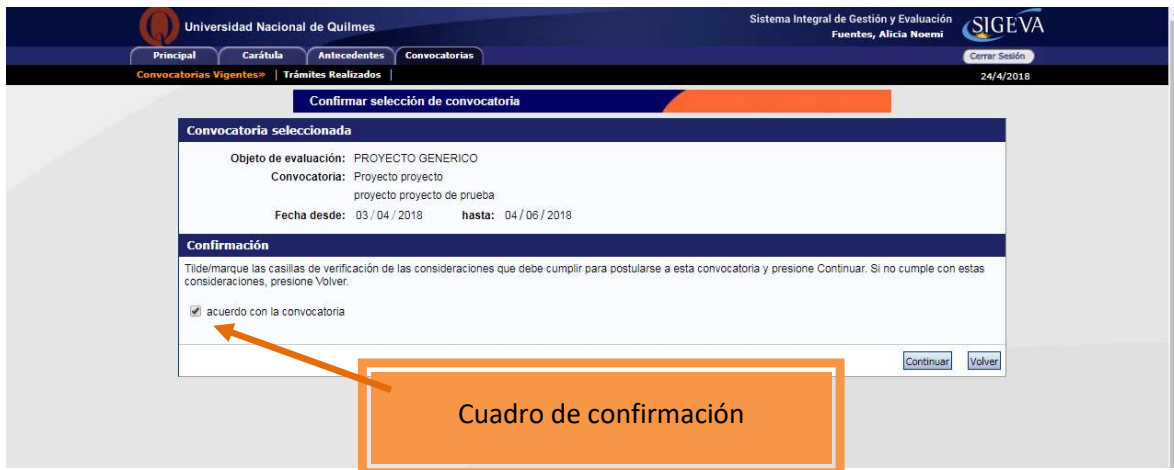 Universidad Nacional de Quilmes
Sistema Integral de Gestión y Evaluación
SIGEVA
Fuentes, Alicia Noemi
Principal Carátula Antecedentes Convocatorias
Cerrar Sesión
Convocatorias Vigentes» | Trámites Realizados |
24/4/2018
Confirmar selección de convocatoria
Convocatoria seleccionada
Objeto de evaluación: PROYECTO GENERICO
Convocatoria: Proyecto proyecto
proyecto proyecto de prueba
Fecha desde: 03/04/2018 hasta: 04/06/2018
Confirmación
Tilde/marque las casillas de verificación de las consideraciones que debe cumplir para postularse a esta convocatoria y presione Continuar. Si no cumple con estas
consideraciones, presione Volver.
acuerdo con la convocatoria
Continuar Volver
Cuadro de confirmación